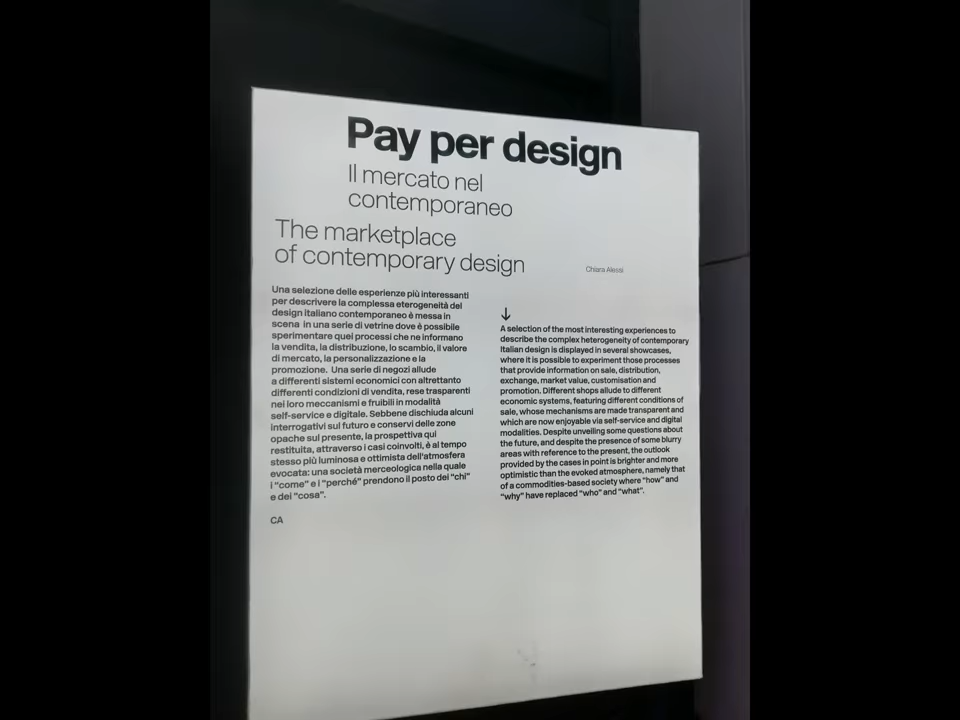 Pay per design
Il mercato nel
contemporaneo
The marketplace
of contemporary design
Chiara Alessi
Una selezione delle esperienze più interessanti
per descrivere la complessa eterogeneità del
design italiano contemporaneo è messa in
scena in una serie di vetrine dove è possibile
sperimentare quei processi che ne informano
la vendita, la distribuzione, lo scambio, il valore
di mercato, la personalizzazione e la
promozione. Una serie di negozi allude
a differenti sistemi economici con altrettanto
differenti condizioni di vendita, rese trasparenti
nei loro meccanismi e fruibili in modalità
self-service e digitale. Sebbene dischiuda alcuni
interrogativi sul futuro e conservi delle zone
opache sul presente, la prospettiva qui
restituita, attraverso i casi coinvolti, è al tempo
stesso più luminosa e ottimista dell'atmosfera
evocata: una società merceologica nella quale
i "come" e i "perché" prendono il posto dei "chi"
e dei "cosa".
CA
↓
A selection of the most interesting experiences to
describe the complex heterogeneity of contemporary
Italian design is displayed in several showcases,
where it is possible to experiment those processes
that provide information on sale, distribution,
exchange, market value, customisation and
promotion. Different shops allude to different
economic systems, featuring different conditions of
sale, whose mechanisms are made transparent and
which are now enjoyable via self-service and digital
modalities. Despite unveiling some questions about
the future, and despite the presence of some blurry
areas with reference to the present, the outlook
provided by the cases in point is brighter and more
optimistic than the evoked atmosphere, namely that
of a commodities-based society where "how" and
"why" have replaced "who" and "what".